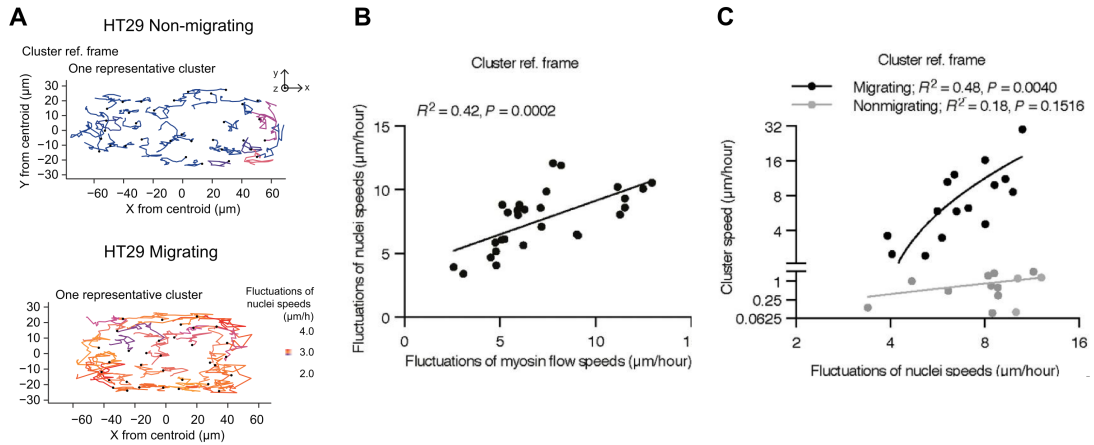 A
HT29 Non-migrating
Cluster ref. frame
One representative cluster
y
z
x
Y from centroid (µm)
30
20
10
0
−10
−20
−30
−60 −40 −20 0 20 40 60
X from centroid (µm)
HT29 Migrating
One representative cluster
Fluctuations of
nuclei speeds
(µm/h)
4.0
3.0
2.0
30
20
10
0
−10
−20
−30
−60 −40 −20 0 20 40 60
X from centroid (µm)
B
Cluster ref. frame
R² = 0.42, P = 0.0002
Fluctuations of nuclei speeds (µm/hour)
15
10
5
0
0 5 10 1
Fluctuations of myosin flow speeds (µm/hour)
C
Cluster ref. frame
Migrating; R² = 0.48, P = 0.0040
Nonmigrating; R² = 0.18, P = 0.1516
Cluster speed (µm/hour)
32
16
8
4
1
0.25
0.0625
2 4 8 16
Fluctuations of nuclei speeds (µm/hour)